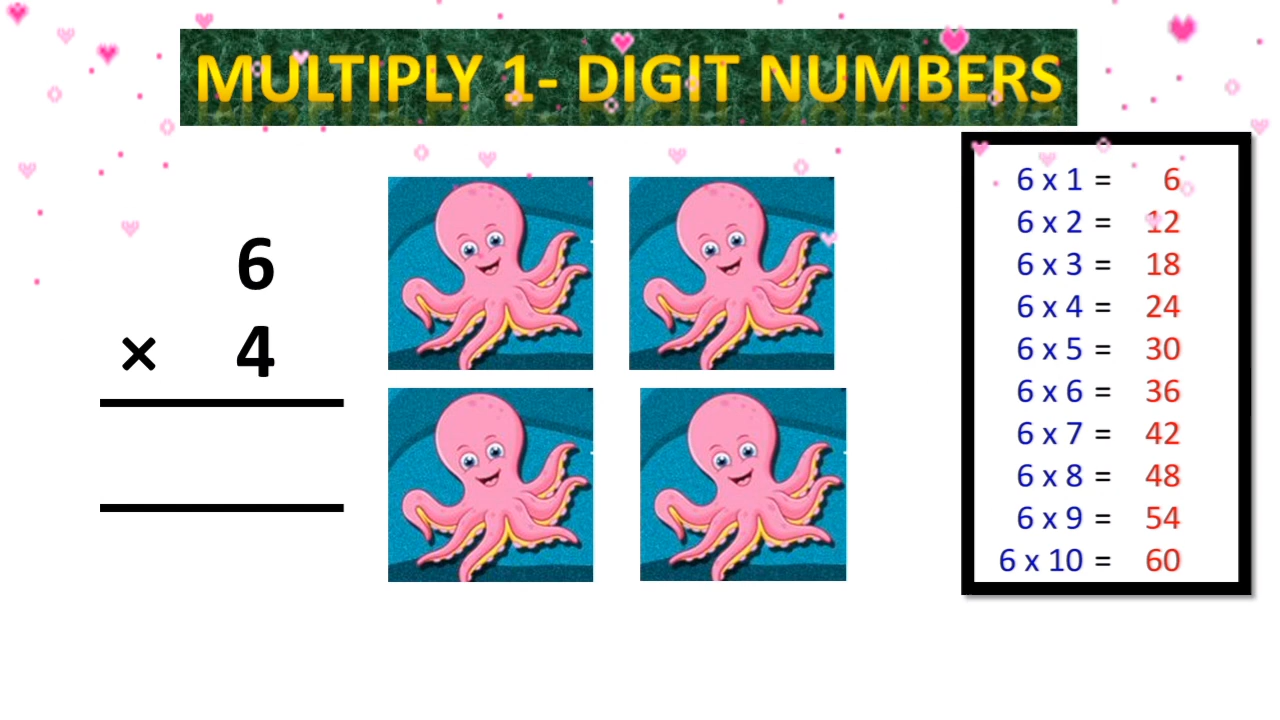 MULTIPLY 1- DIGIT NUMBERS
6
× 4
6 x 1 = 6
6 x 2 = 12
6 x 3 = 18
6 x 4 = 24
6 x 5 = 30
6 x 6 = 36
6 x 7 = 42
6 x 8 = 48
6 x 9 = 54
6 x 10 = 60